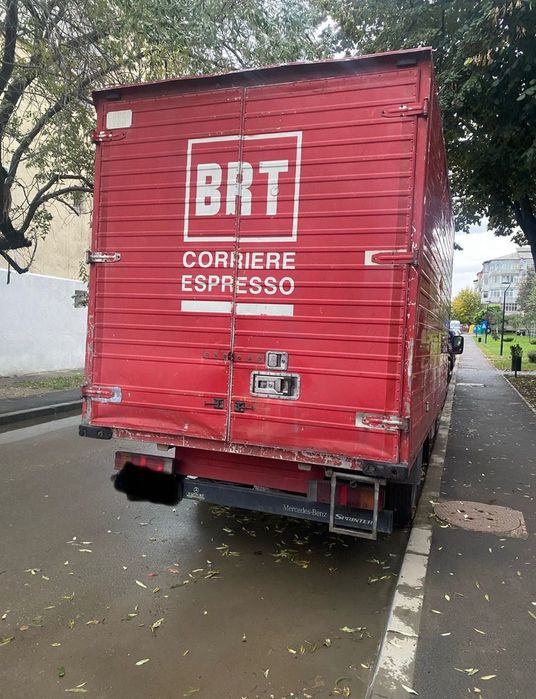 BRT
CORRIERE
ESPRESSO
Mercedes-Benz
SPRINTER